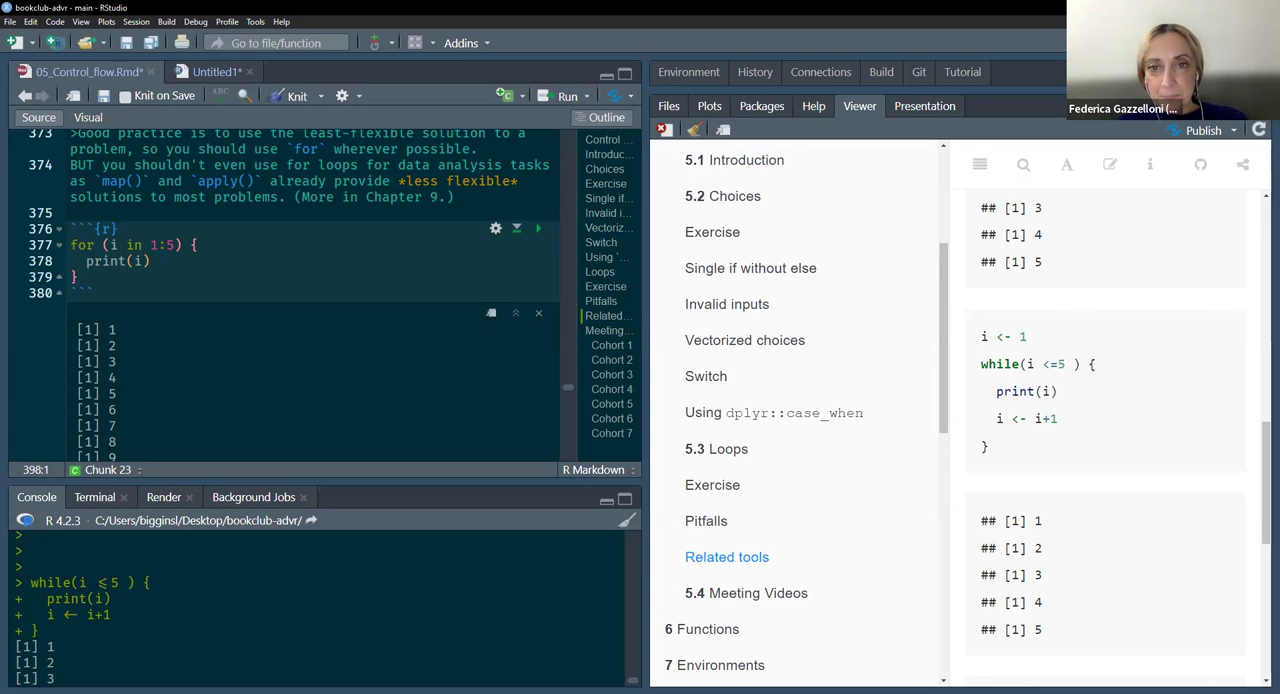 bookclub-advr - main - RStudio
File Edit Code View Plots Session Build Debug Profile Tools Help
Go to file/function
Addins
05_Control_flow.Rmd*
Untitled1*
Knit on Save
ABC
Knit
Run
Source
Visual
Outline
373
>Good practice is to use the least-flexible solution to a
problem, so you should use `for` wherever possible.
374
BUT you shouldn't even use for loops for data analysis tasks
as `map()` and `apply()` already provide *less flexible*
solutions to most problems. (More in Chapter 9.)
375
376
```{r}
377
for (i in 1:5) {
378
print(i)
379
}
380
```
[1] 1
[1] 2
[1] 3
[1] 4
[1] 5
[1] 6
[1] 7
[1] 8
[1] 9
Control ...
Introduc...
Choices
Exercise
Single if...
Invalid i...
Vectoriz...
Switch
Using `...
Loops
Exercise
Pitfalls
Related...
Meeting...
Cohort 1
Cohort 2
Cohort 3
Cohort 4
Cohort 5
Cohort 6
Cohort 7
398:1
Chunk 23
R Markdown
Console
Terminal
Render
Background Jobs
R 4.2.3 · C:/Users/bigginsl/Desktop/bookclub-advr/
>
>
>
> while(i <=5 ) {
+ print(i)
+ i <- i+1
+ }
[1] 1
[1] 2
[1] 3
Environment
History
Connections
Build
Git
Tutorial
Files
Plots
Packages
Help
Viewer
Presentation
Publish
5.1 Introduction
5.2 Choices
Exercise
Single if without else
Invalid inputs
Vectorized choices
Switch
Using dplyr::case_when
5.3 Loops
Exercise
Pitfalls
Related tools
5.4 Meeting Videos
6 Functions
7 Environments
## [1] 3
## [1] 4
## [1] 5
i <- 1
while(i <=5 ) {
print(i)
i <- i+1
}
## [1] 1
## [1] 2
## [1] 3
## [1] 4
## [1] 5
Federica Gazzelloni (...